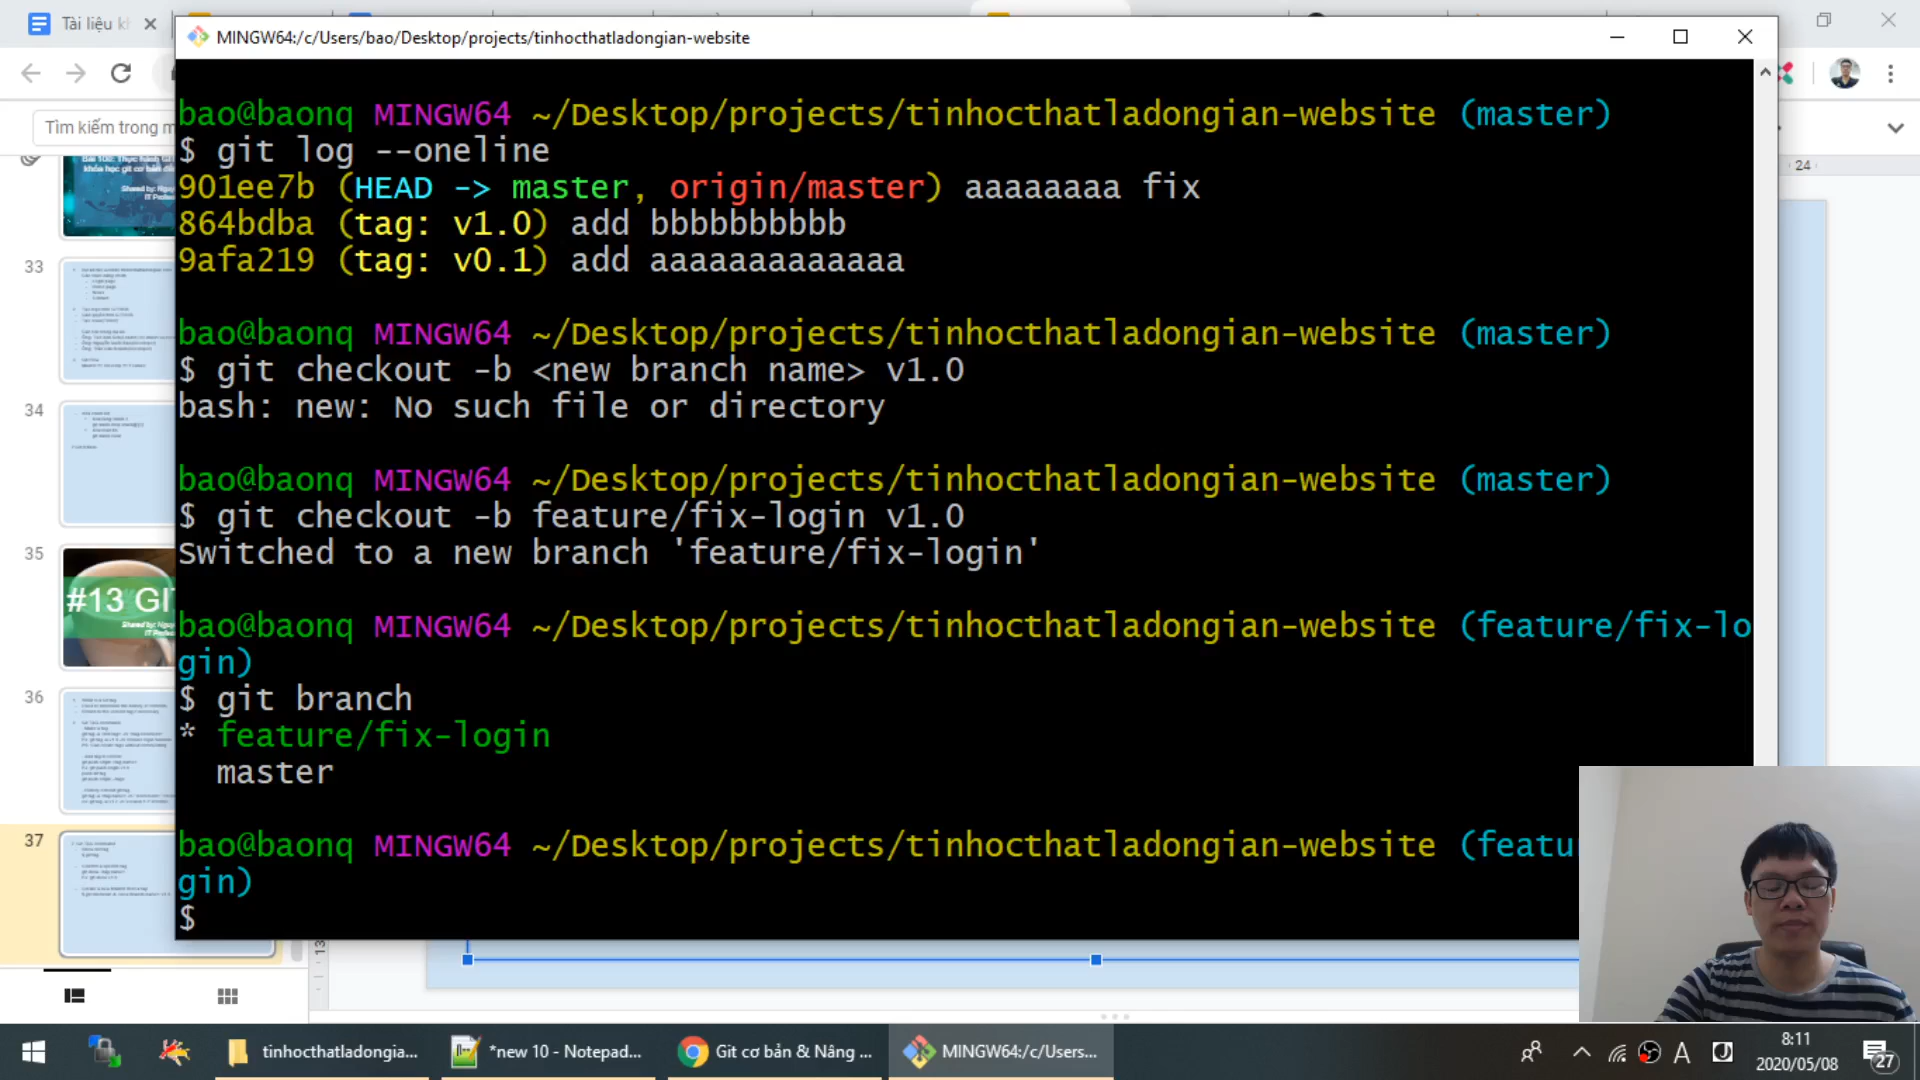 Tài liệu kh
MINGW64:/c/Users/bao/Desktop/projects/tinhocthatladongian-website
Tìm kiếm trong m
24
bao@baonq MINGW64 ~/Desktop/projects/tinhocthatladongian-website (master)
$ git log --oneline
901ee7b (HEAD -> master, origin/master) aaaaaaaa fix
864bdba (tag: v1.0) add bbbbbbbbbb
9afa219 (tag: v0.1) add aaaaaaaaaaaaa
bao@baonq MINGW64 ~/Desktop/projects/tinhocthatladongian-website (master)
$ git checkout -b <new branch name> v1.0
bash: new: No such file or directory
bao@baonq MINGW64 ~/Desktop/projects/tinhocthatladongian-website (master)
$ git checkout -b feature/fix-login v1.0
Switched to a new branch 'feature/fix-login'
bao@baonq MINGW64 ~/Desktop/projects/tinhocthatladongian-website (feature/fix-lo
gin)
$ git branch
* feature/fix-login
master
bao@baonq MINGW64 ~/Desktop/projects/tinhocthatladongian-website (featu
gin)
$
33
34
35
#13 GI
36
37
13
tinhocthatladongia...
*new 10 - Notepad...
Git cơ bản & Nâng ...
MINGW64:/c/Users...
A
8:11
2020/05/08
27